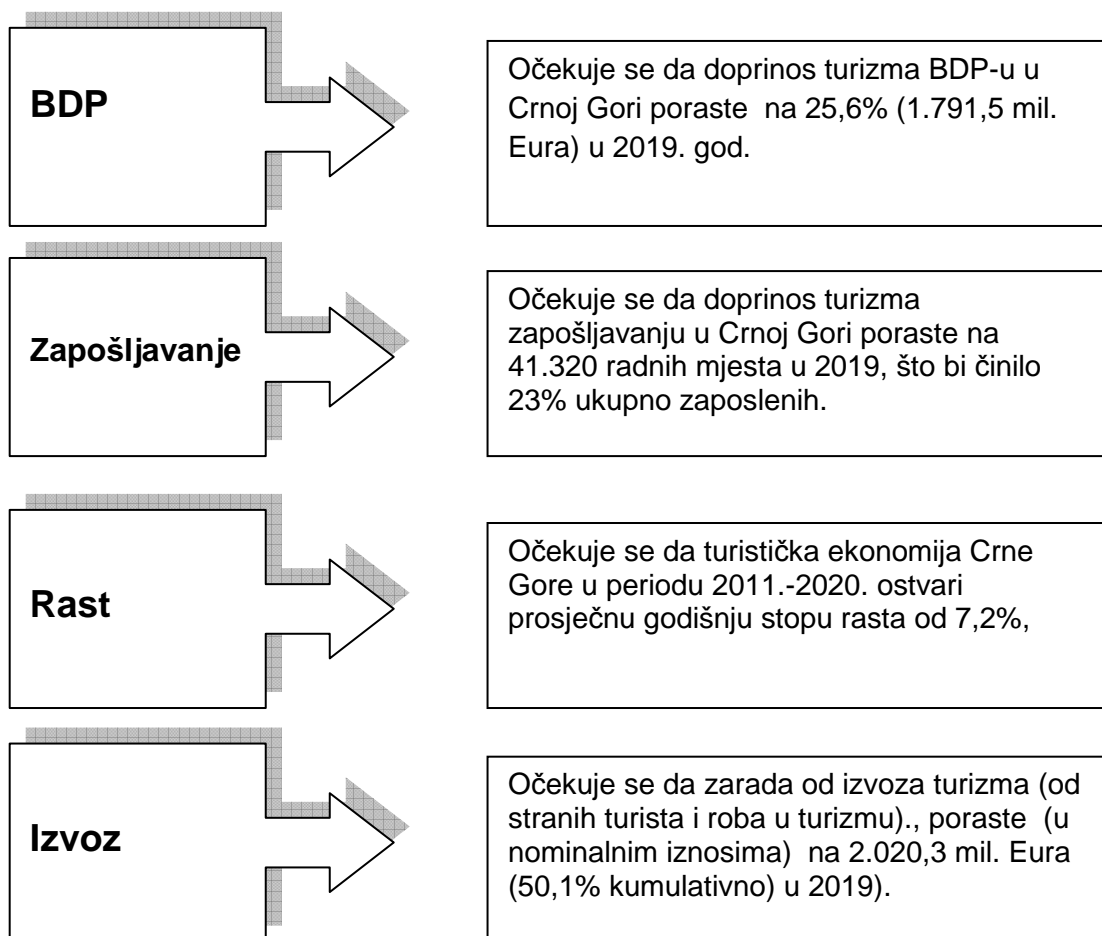 BDP
Očekuje se da doprinos turizma BDP-u u
Crnoj Gori poraste na 25,6% (1.791,5 mil.
Eura) u 2019. god.
Zapošljavanje
Očekuje se da doprinos turizma
zapošljavanju u Crnoj Gori poraste na
41.320 radnih mjesta u 2019, što bi činilo
23% ukupno zaposlenih.
Rast
Očekuje se da turistička ekonomija Crne
Gore u periodu 2011.-2020. ostvari
prosječnu godišnju stopu rasta od 7,2%,
Izvoz
Očekuje se da zarada od izvoza turizma (od
stranih turista i roba u turizmu)., poraste (u
nominalnim iznosima) na 2.020,3 mil. Eura
(50,1% kumulativno) u 2019).